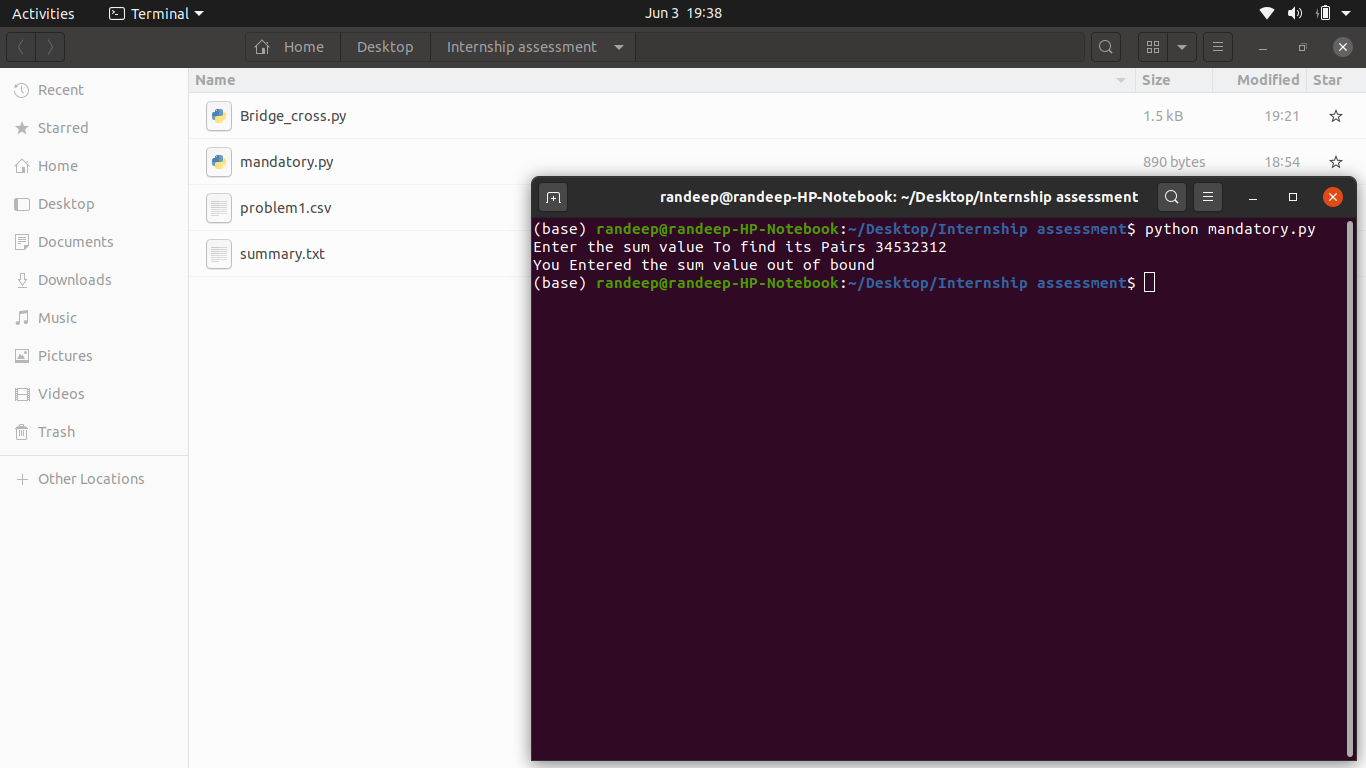 Activities Terminal Jun 3 19:38
Home Desktop Internship assessment
Name Size Modified Star
Recent
Starred
Home
Desktop
Documents
Downloads
Music
Pictures
Videos
Trash
Other Locations
Bridge_cross.py 1.5 kB 19:21
mandatory.py 890 bytes 18:54
problem1.csv
summary.txt
randeep@randeep-HP-Notebook: ~/Desktop/Internship assessment
(base) randeep@randeep-HP-Notebook:~/Desktop/Internship assessment$ python mandatory.py
Enter the sum value To find its Pairs 34532312
You Entered the sum value out of bound
(base) randeep@randeep-HP-Notebook:~/Desktop/Internship assessment$